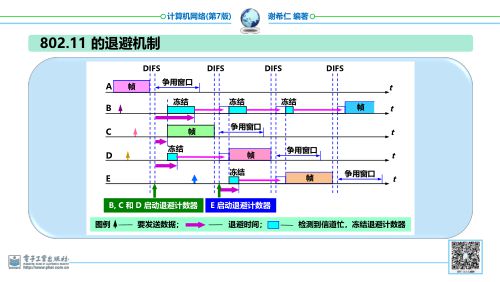 计算机网络(第7版)
谢希仁 编著
802.11 的退避机制
DIFS DIFS DIFS DIFS
A 帧 争用窗口 t
B 冻结 冻结 冻结 帧 t
C 帧 争用窗口 t
D 冻结 帧 争用窗口 t
E 冻结 帧 争用窗口 t
B, C 和 D 启动退避计数器 E 启动退避计数器
图例 要发送数据； 退避时间； 检测到信道忙，冻结退避计数器
电子工业出版社
http://www.phei.com.cn